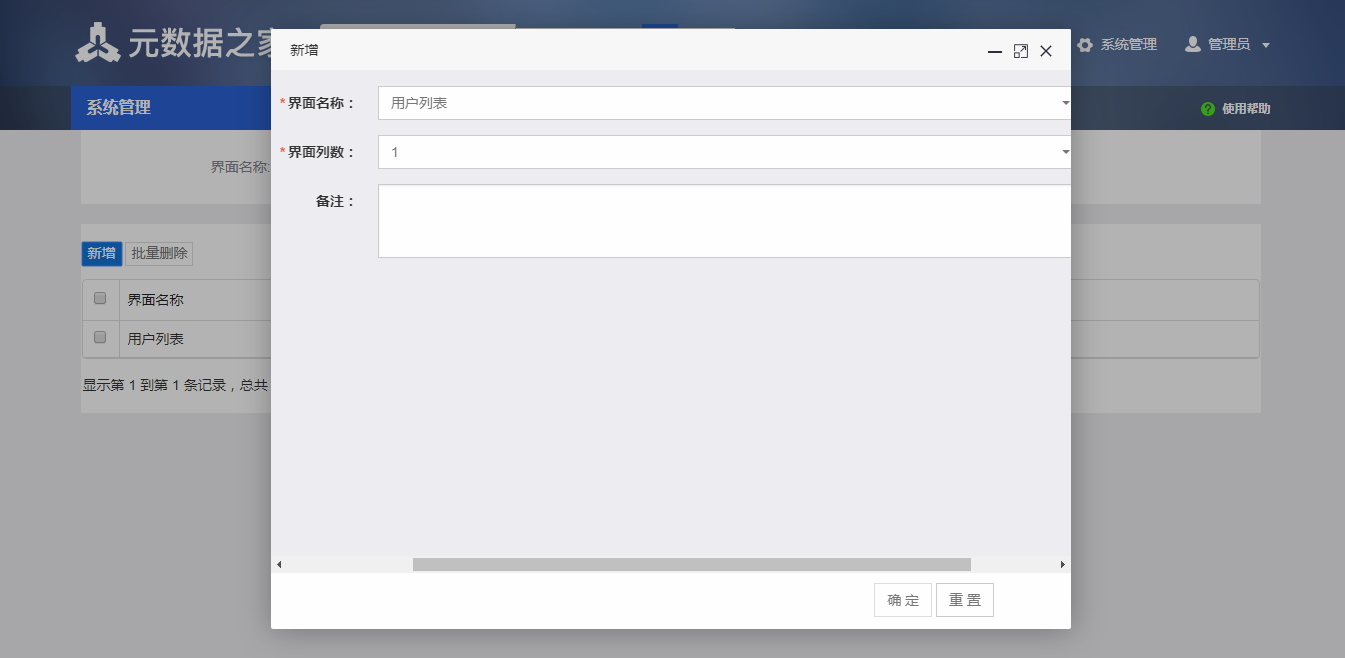 元数据之家
系统管理
管理员
系统管理
使用帮助
新增
*界面名称：
用户列表
*界面列数：
1
备注：
确 定
重 置
界面名称:
新增
批量删除
界面名称
用户列表
显示第 1 到第 1 条记录，总共